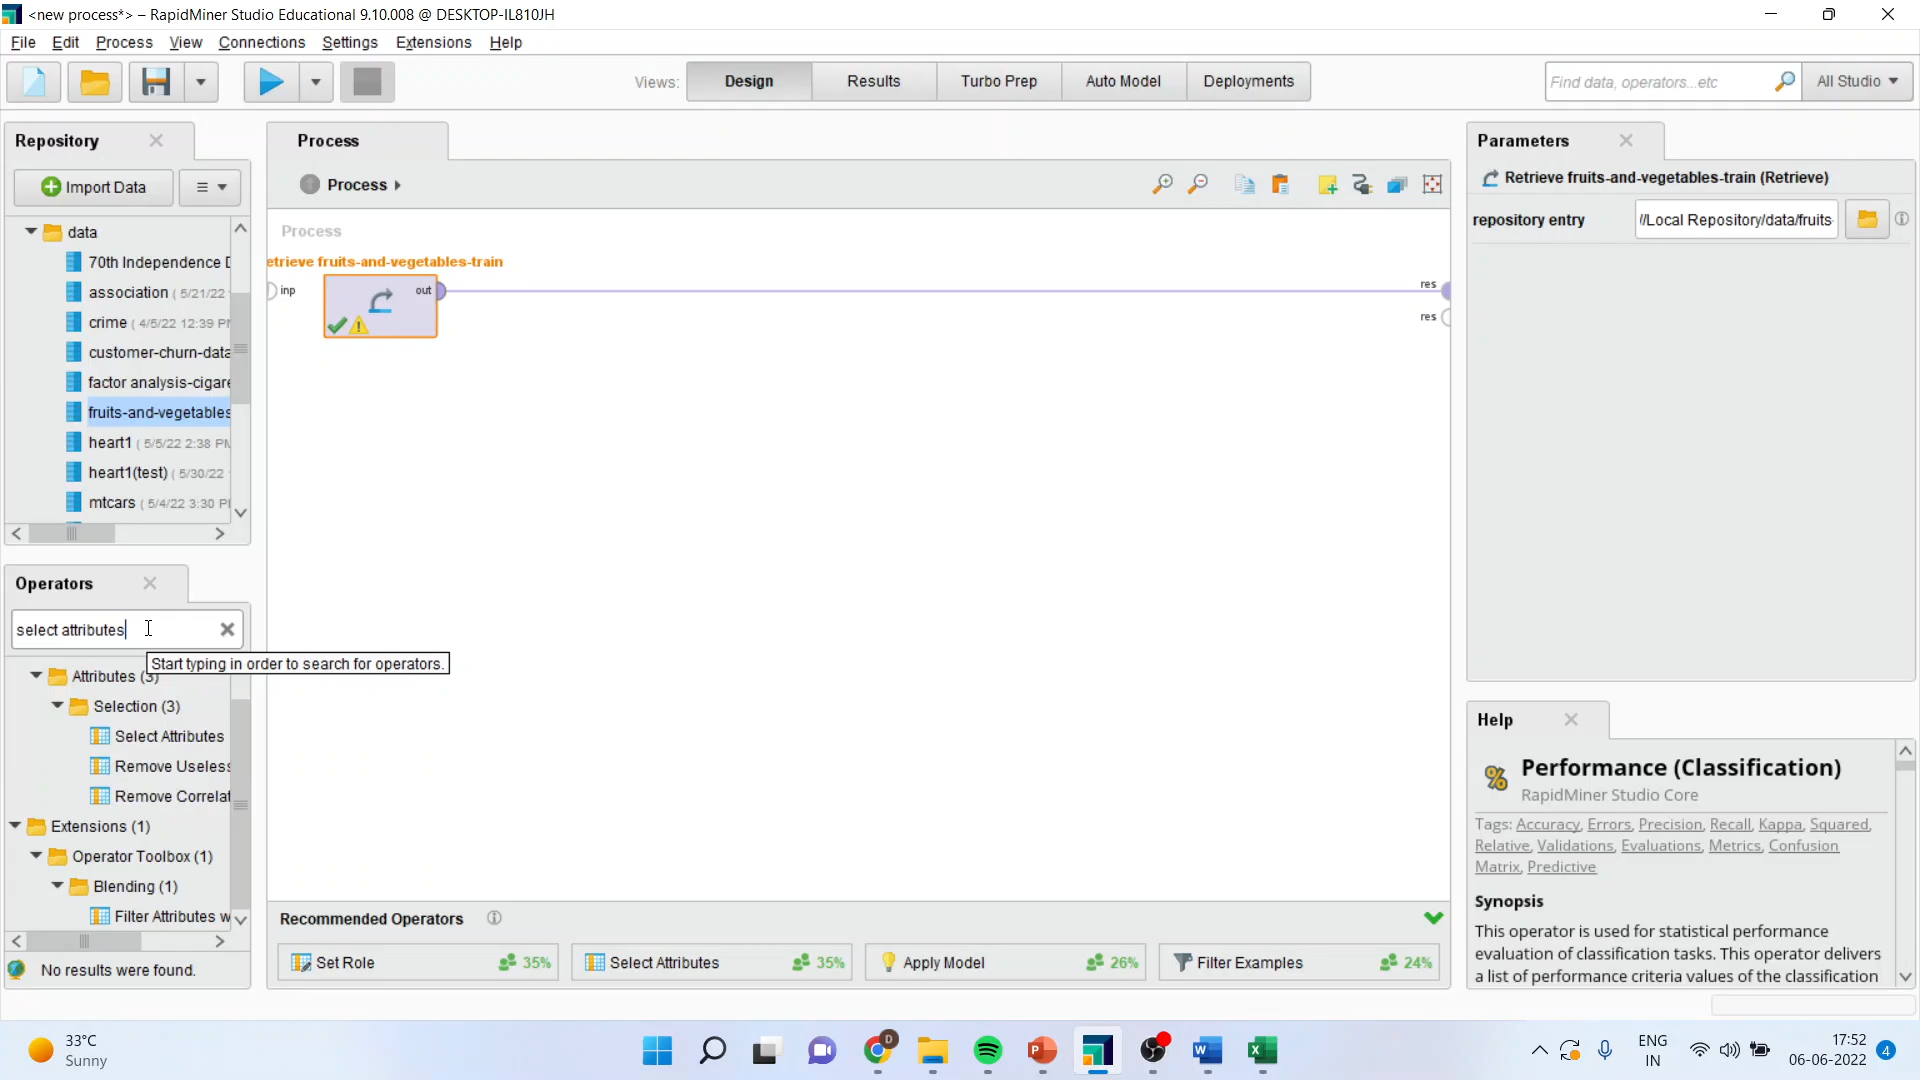 <new process*> – RapidMiner Studio Educational 9.10.008 @ DESKTOP-IL810JH
File Edit Process View Connections Settings Extensions Help
Views: Design Results Turbo Prep Auto Model Deployments
Find data, operators...etc
All Studio
Repository
Import Data
data
70th Independence D
association ( 5/21/22
crime ( 4/5/22 12:39 PM
customer-churn-data
factor analysis-cigare
fruits-and-vegetables
heart1 ( 5/5/22 2:38 PM
heart1(test) ( 5/30/22
mtcars ( 5/4/22 3:30 PM
Operators
select attributes
Start typing in order to search for operators.
Attributes (3)
Selection (3)
Select Attributes
Remove Useless
Remove Correlat
Extensions (1)
Operator Toolbox (1)
Blending (1)
Filter Attributes w
No results were found.
Process
Process
Process
etrieve fruits-and-vegetables-train
inp
out
res
res
Recommended Operators
Set Role 35%
Select Attributes 35%
Apply Model 26%
Filter Examples 24%
Parameters
Retrieve fruits-and-vegetables-train (Retrieve)
repository entry
//Local Repository/data/fruits-
Help
Performance (Classification)
RapidMiner Studio Core
Tags: Accuracy, Errors, Precision, Recall, Kappa, Squared,
Relative, Validations, Evaluations, Metrics, Confusion
Matrix, Predictive
Synopsis
This operator is used for statistical performance
evaluation of classification tasks. This operator delivers
a list of performance criteria values of the classification
33°C
Sunny
D
ENG
IN
17:52
06-06-2022
4